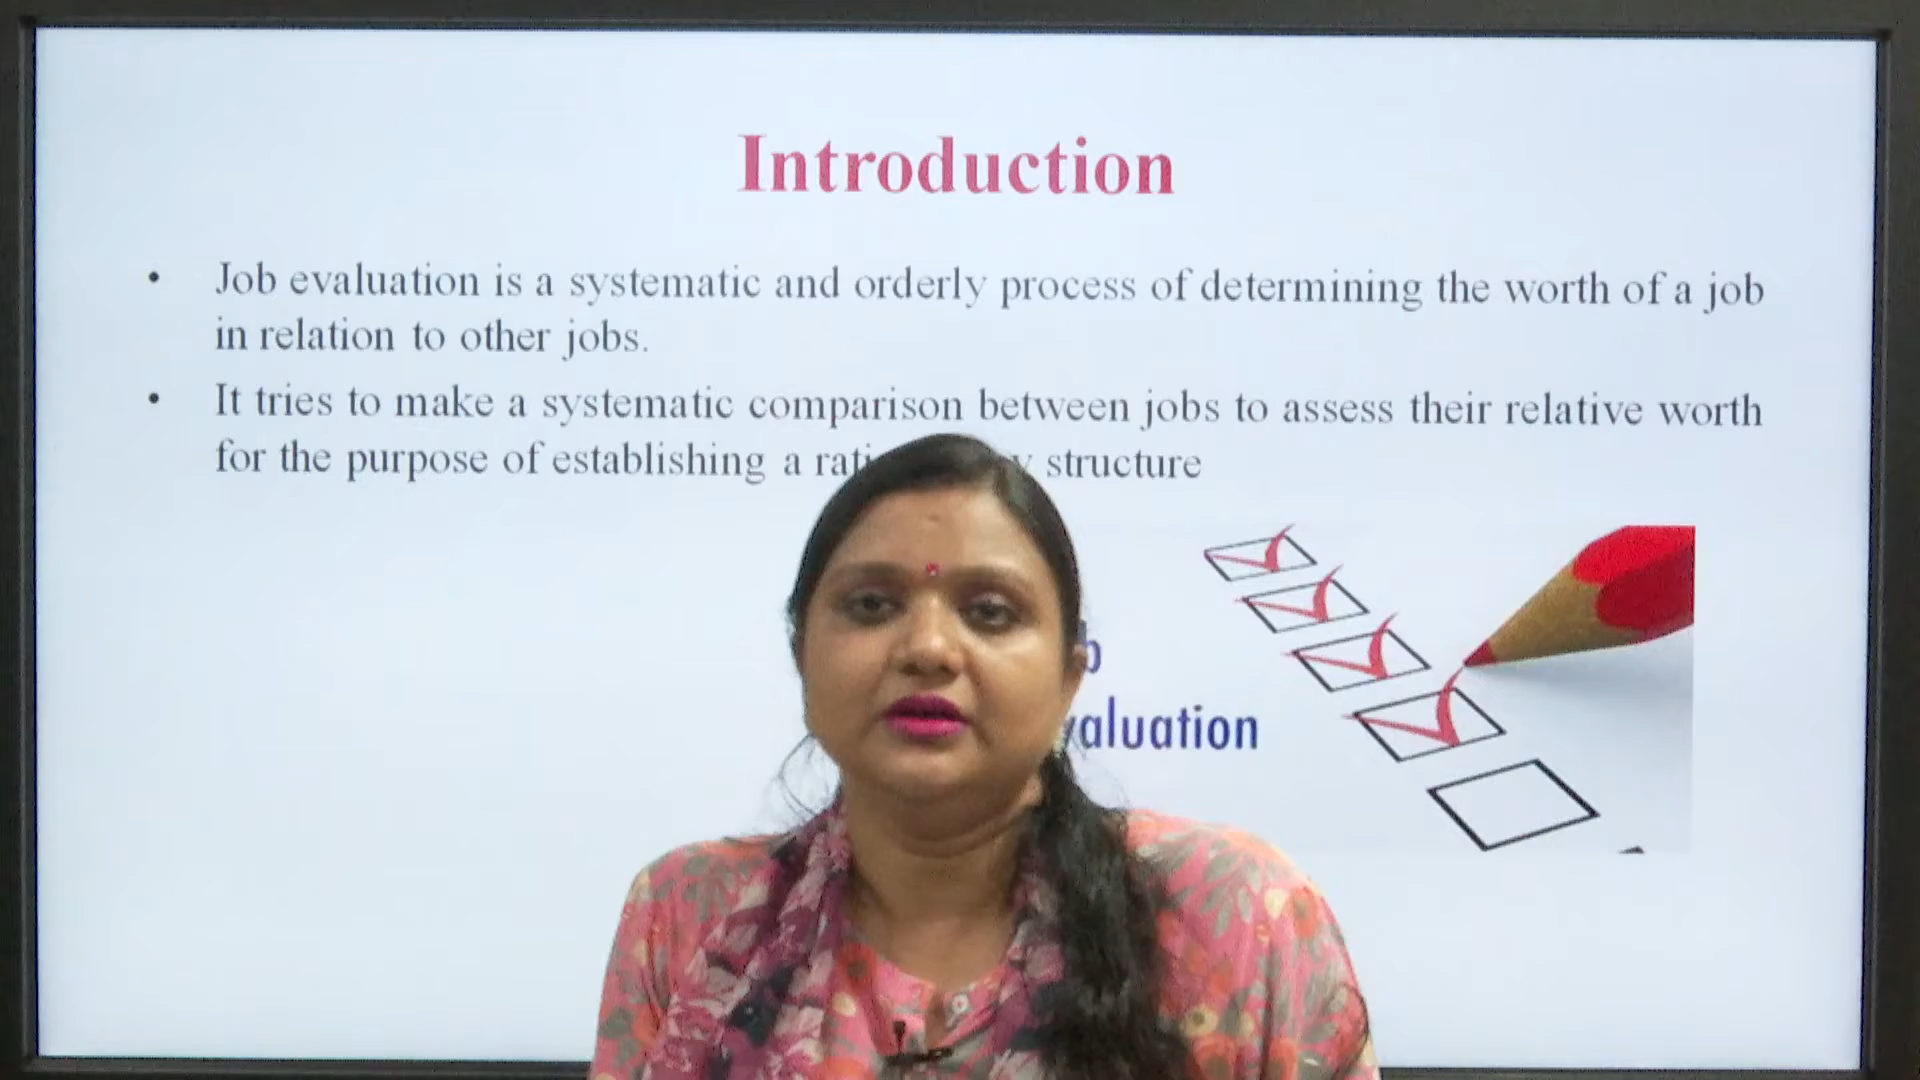 Introduction
• Job evaluation is a systematic and orderly process of determining the worth of a job
in relation to other jobs.
• It tries to make a systematic comparison between jobs to assess their relative worth
for the purpose of establishing a structure